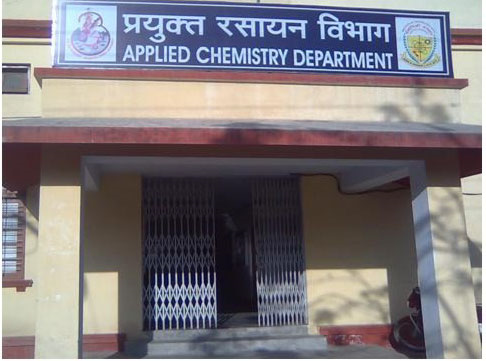 प्रयुक्त रसायन विभाग
APPLIED CHEMISTRY DEPARTMENT